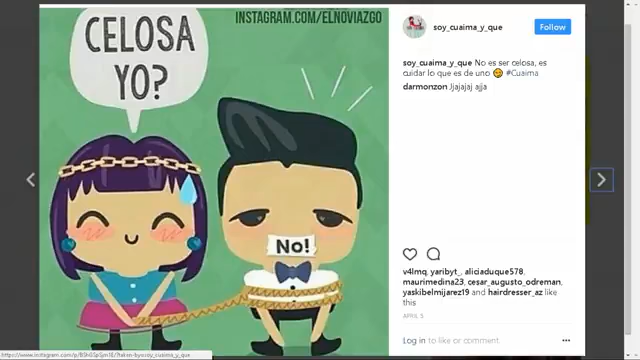 INSTAGRAM.COM/ELNOVIAZGO
CELOSA
YO?
No!
soy_cuaima_y_que
Follow
soy_cuaima_y_que No es ser celosa, es
cuidar lo que es de uno 😏 #Cuaima
darmonzon Jjajajaj ajja
v4lmq, yaribyt_, aliciaduque578,
maurimedina23, cesar_augusto_odreman,
yaskibelmijarez19 and hairdresser_az like
this
APRIL 5
Log in to like or comment.